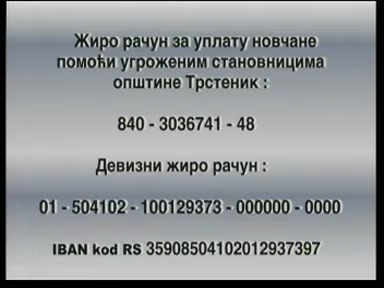 Жиро рачун за уплату новчане
помоћи угроженим становницима
општине Трстеник :
840 - 3036741 - 48
Девизни жиро рачун :
01 - 504102 - 100129373 - 000000 - 0000
IBAN kod RS 35908504102012937397